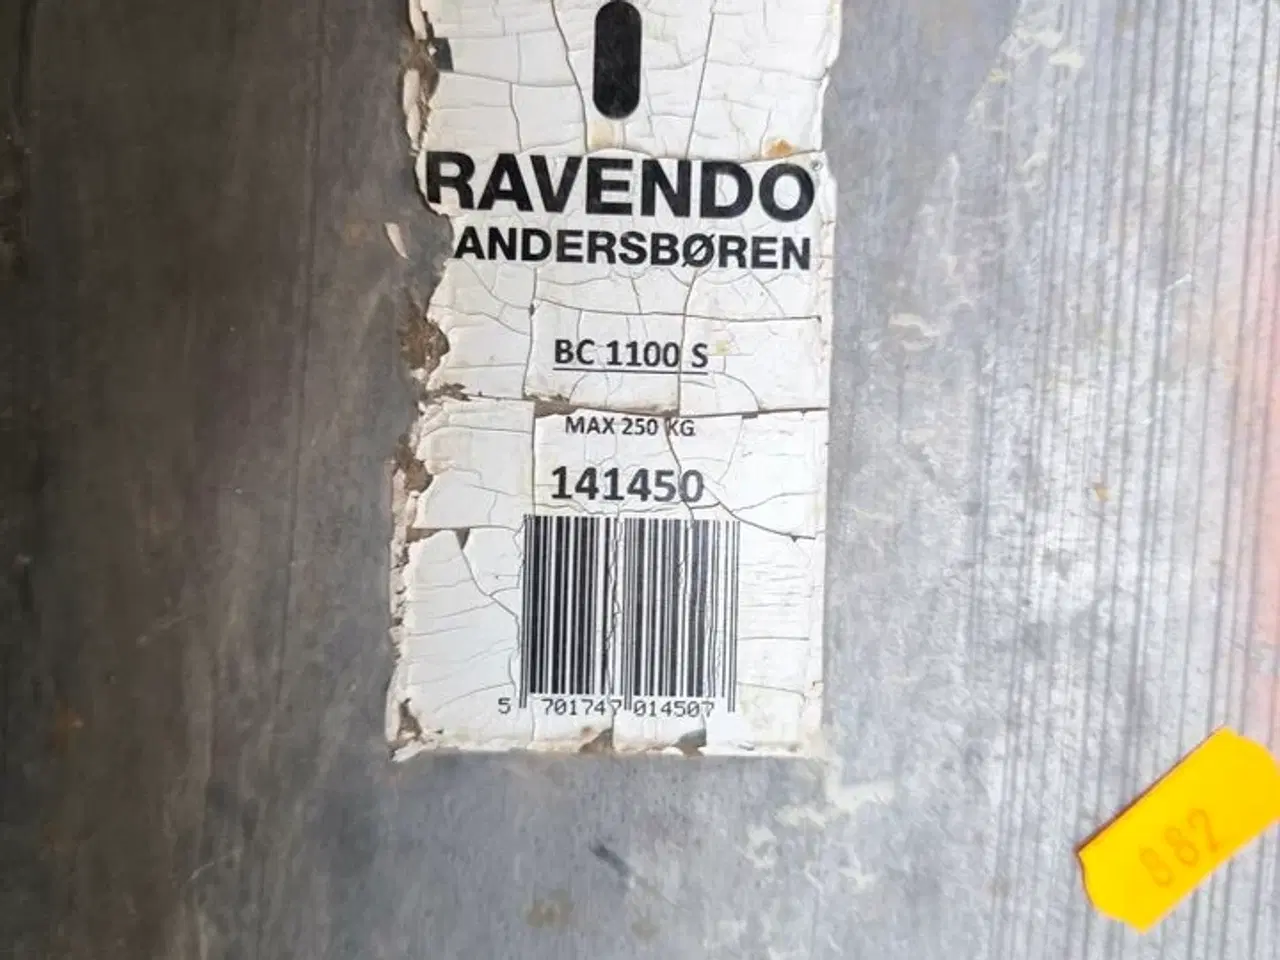 RAVENDO®
ANDERSBØREN
BC 1100 S
MAX 250 KG
141450
5 701747 014507
882